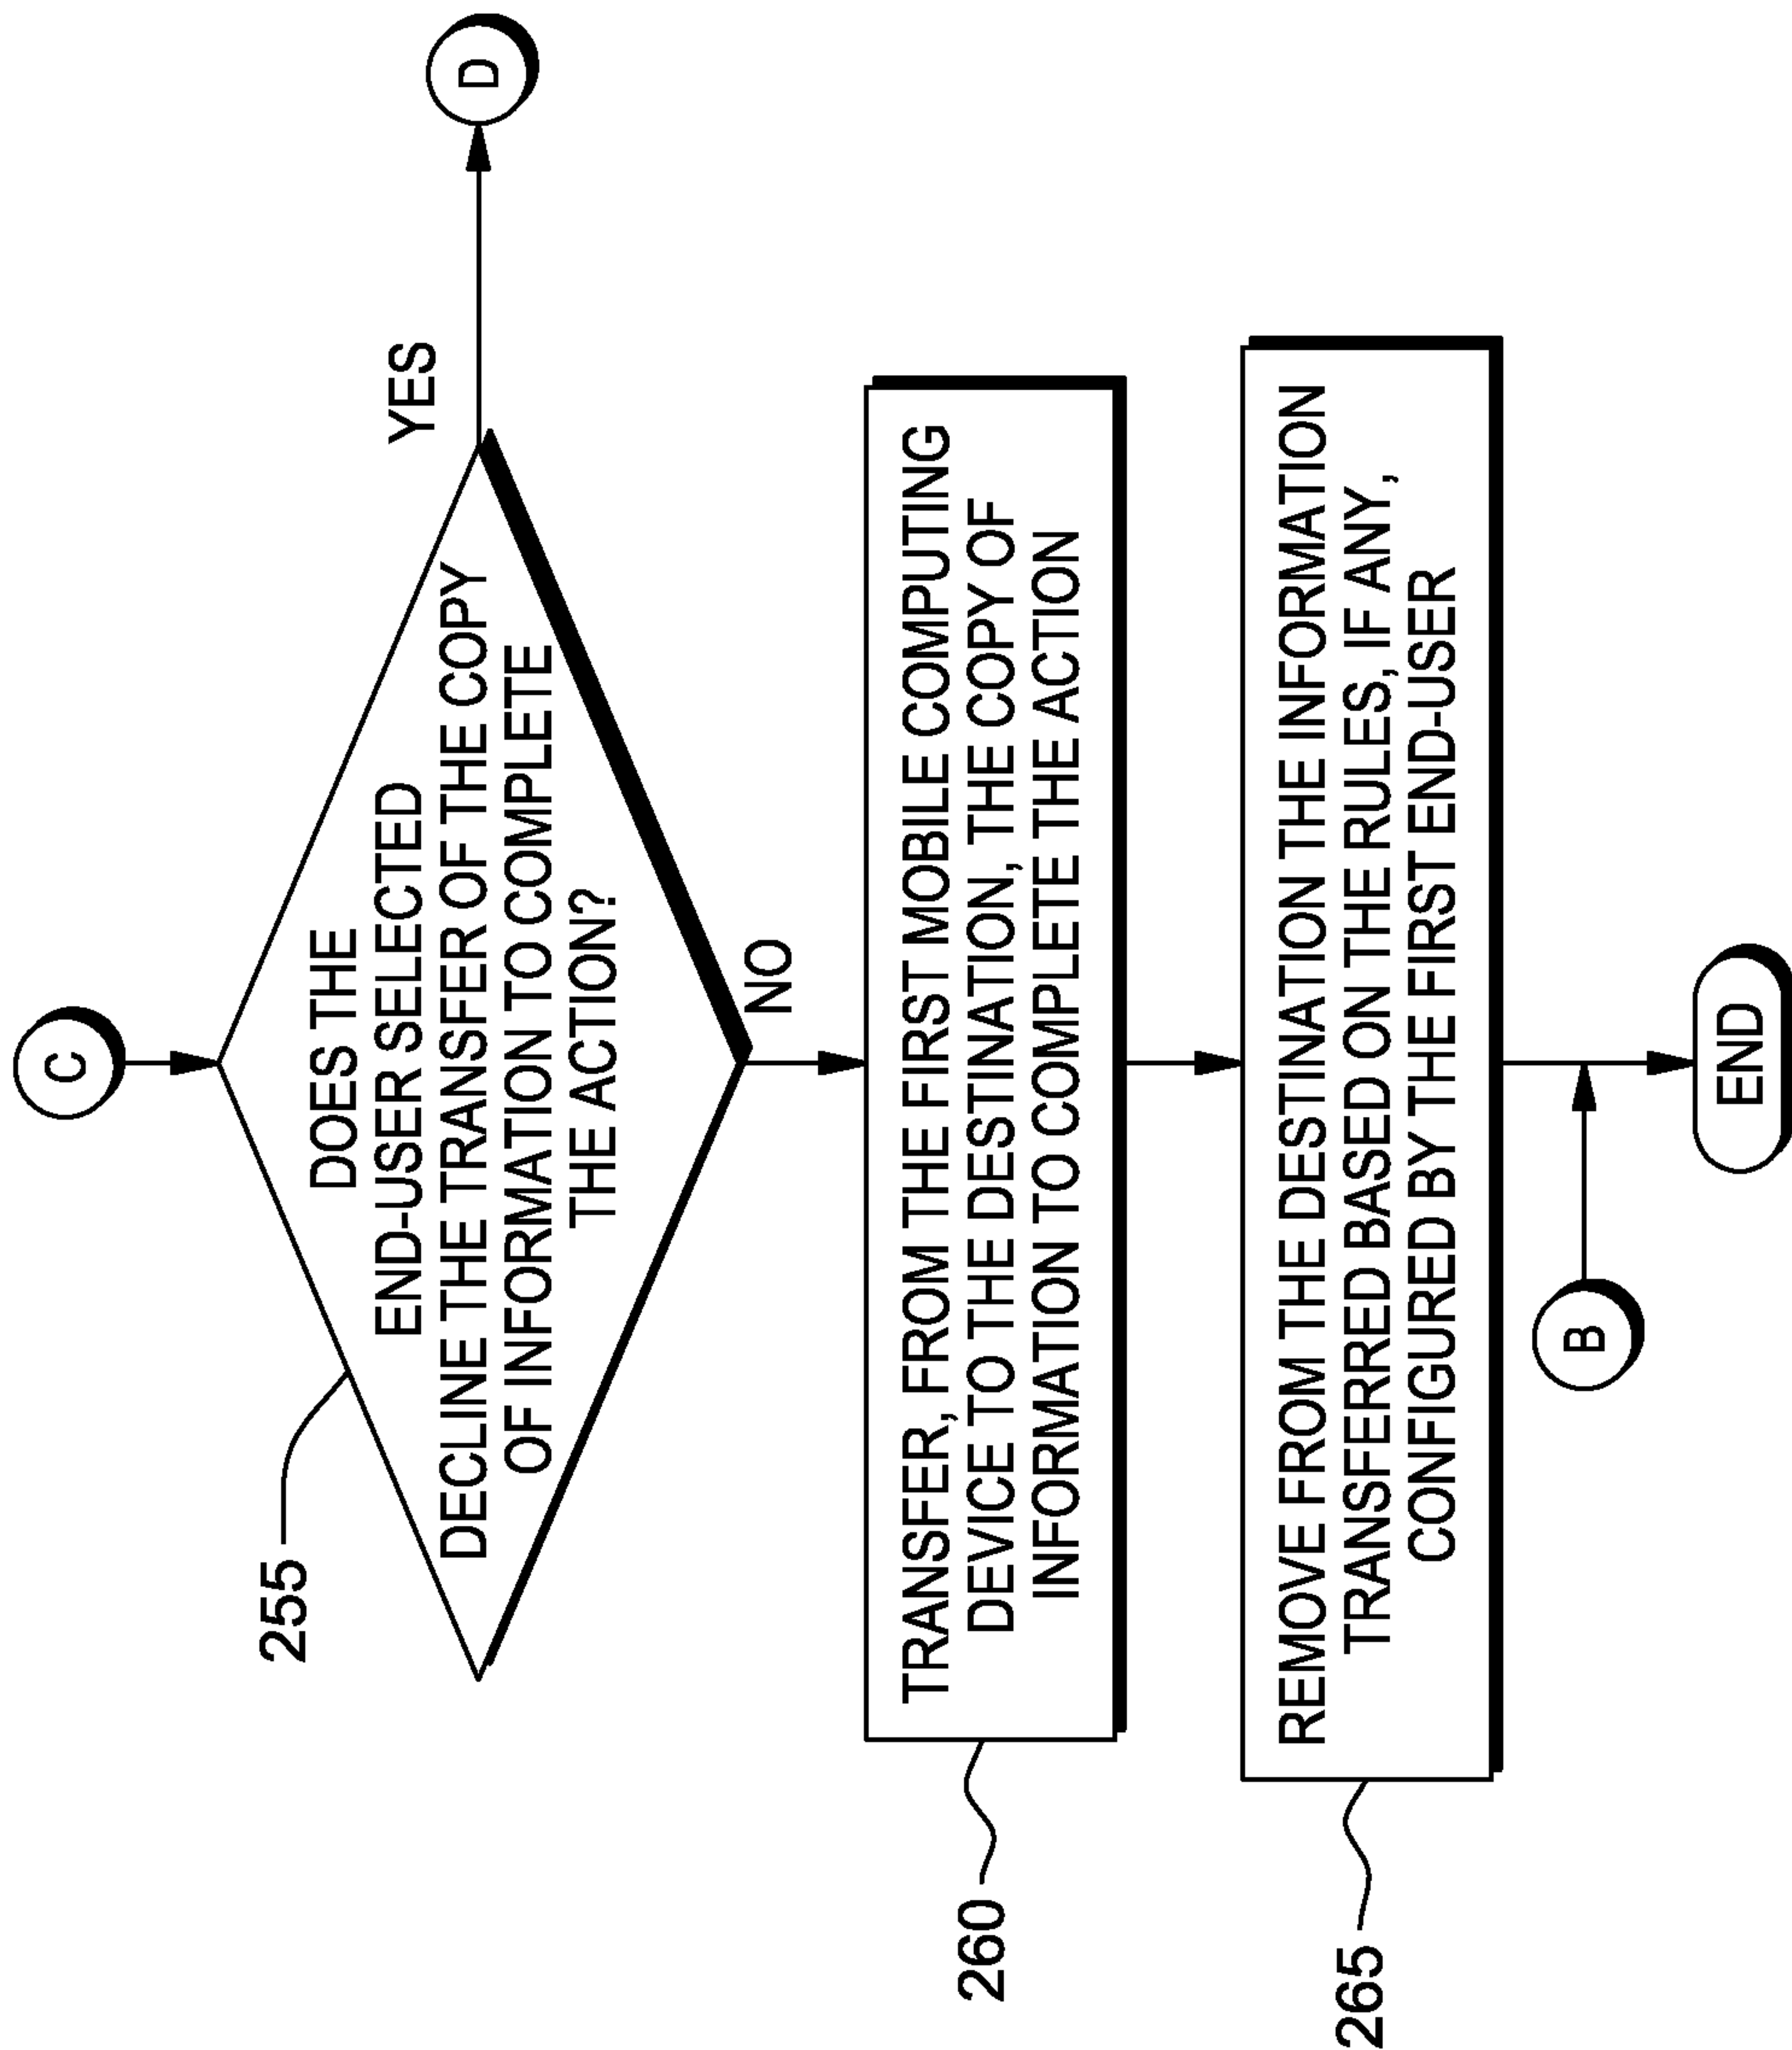 C
255
DOES THE
END-USER SELECTED
DECLINE THE TRANSFER OF THE COPY
OF INFORMATION TO COMPLETE
THE ACTION?
YES
D
NO
260
TRANSFER, FROM THE FIRST MOBILE COMPUTING
DEVICE TO THE DESTINATION, THE COPY OF
INFORMATION TO COMPLETE THE ACTION
265
REMOVE FROM THE DESTINATION THE INFORMATION
TRANSFERRED BASED ON THE RULES, IF ANY,
CONFIGURED BY THE FIRST END-USER
B
END